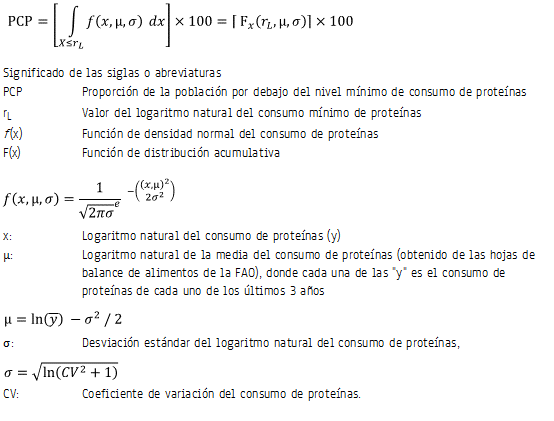 PCP = [ ∫_{X≤r_L} f(x, μ, σ) dx ] × 100 = ⌈ F_x(r_L, μ, σ)] × 100
Significado de las siglas o abreviaturas
PCP Proporción de la población por debajo del nivel mínimo de consumo de proteínas
r_L Valor del logaritmo natural del consumo mínimo de proteínas
f(x) Función de densidad normal del consumo de proteínas
F(x) Función de distribución acumulativa
f(x, μ, σ) = 1 / √(2πσ)^e −((x,μ)² 2σ²)
x: Logaritmo natural del consumo de proteínas (y)
μ: Logaritmo natural de la media del consumo de proteínas (obtenido de las hojas de
balance de alimentos de la FAO), donde cada una de las "y" es el consumo de
proteínas de cada uno de los últimos 3 años
μ = ln(y̅) − σ² / 2
σ: Desviación estándar del logaritmo natural del consumo de proteínas,
σ = √(ln(CV² + 1))
CV: Coeficiente de variación del consumo de proteínas.